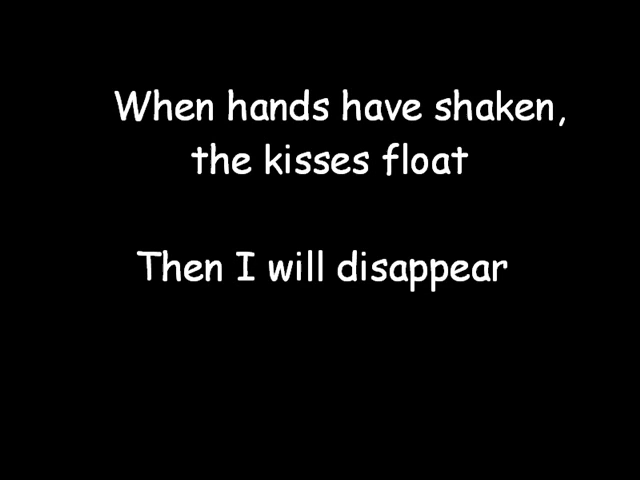 When hands have shaken,
the kisses float
Then I will disappear